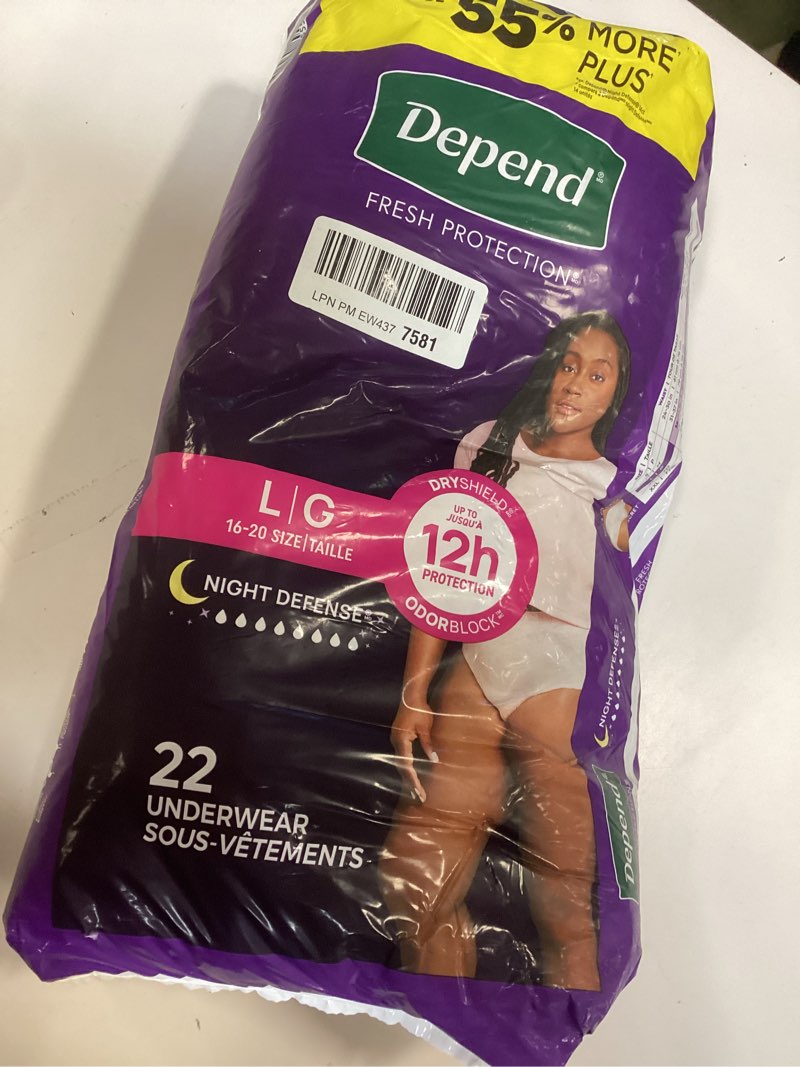 55% MORE
PLUS
Depend
FRESH PROTECTION
LPN PM EW437 7581
L|G
16-20 SIZE|TAILLE
DRYSHIELD
UP TO
JUSQU'À
12h
PROTECTION
ODORBLOCK
NIGHT DEFENSE
22
UNDERWEAR
SOUS-VÊTEMENTS
NIGHT DEFENSE
Depend